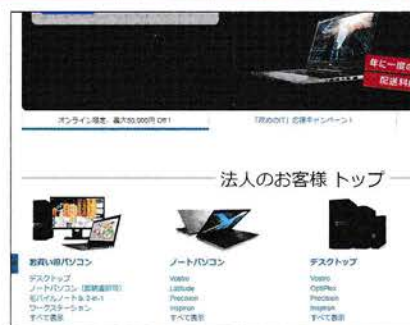 年に一度の
配送料
オンライン限定、最大50,000円 Off!
「攻めのIT」応援キャンペーン!
法人のお客様 トップ
お買い得パソコン
デスクトップ
ノートパソコン（即納選択可）
モバイルノート & 2-in-1
ワークステーション
すべて表示
ノートパソコン
Vostro
Latitude
Precision
Inspiron
すべて表示
デスクトップ
Vostro
OptiPlex
Precision
Inspiron
すべて表示